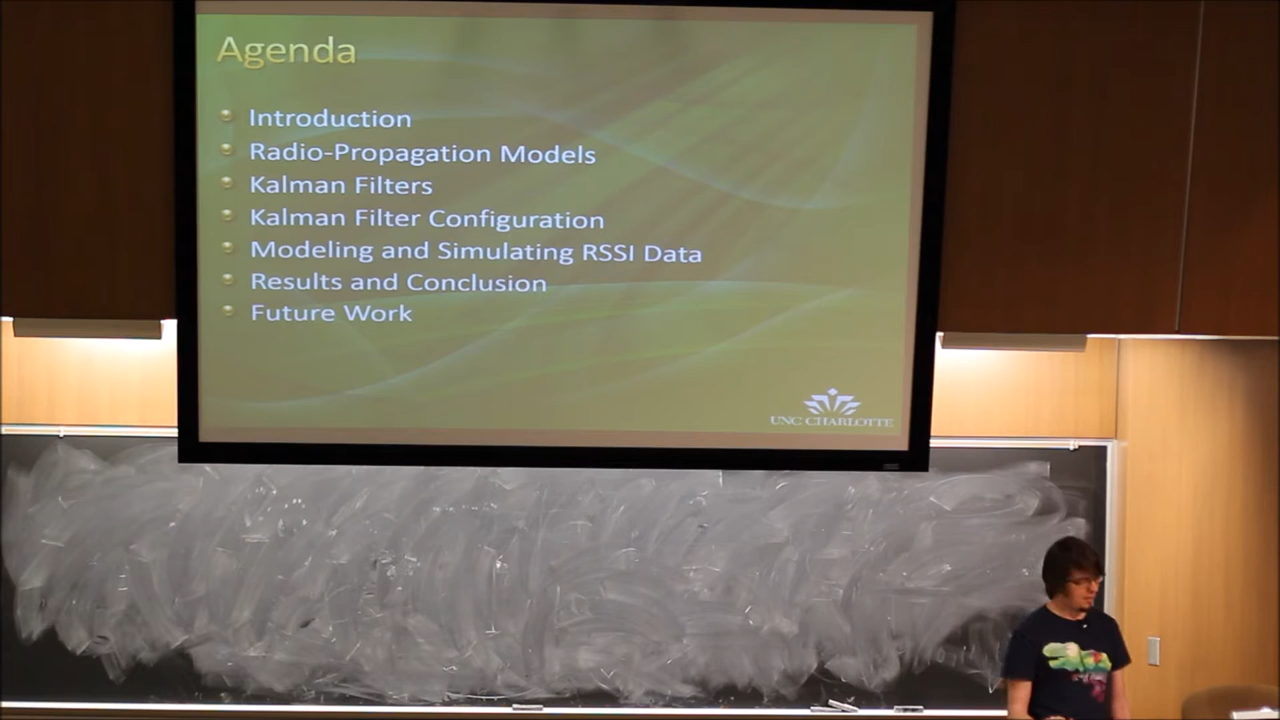 Agenda
Introduction
Radio-Propagation Models
Kalman Filters
Kalman Filter Configuration
Modeling and Simulating RSSI Data
Results and Conclusion
Future Work
UNC CHARLOTTE